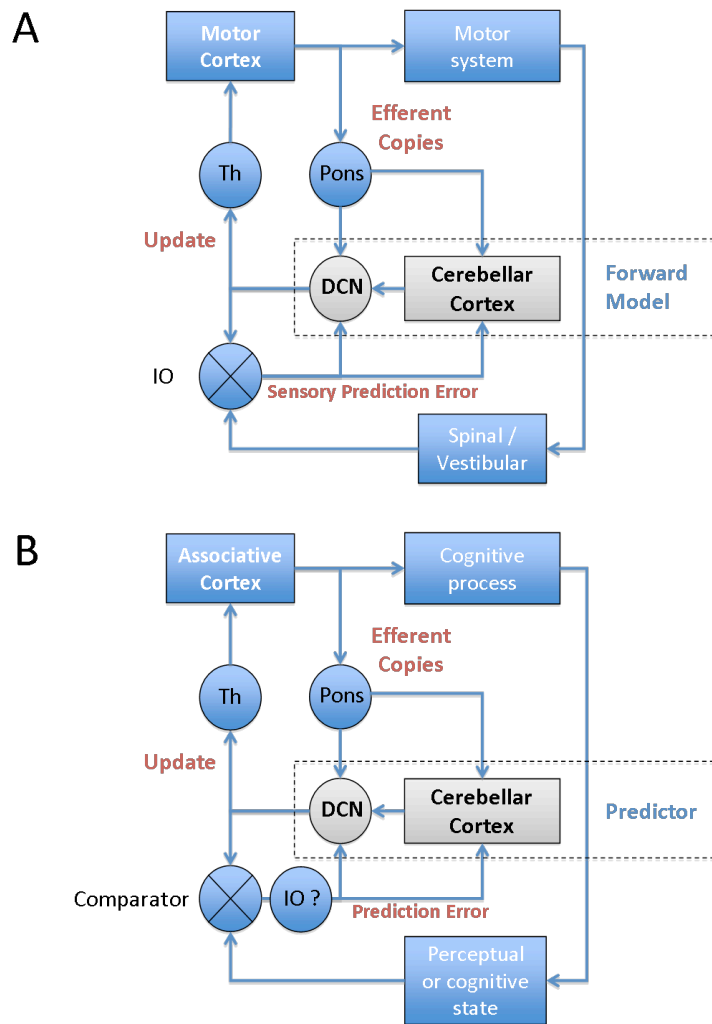 A
Motor
Cortex
Motor
system
Efferent
Copies
Th
Pons
Update
DCN
Cerebellar
Cortex
Forward
Model
IO
Sensory Prediction Error
Spinal /
Vestibular
B
Associative
Cortex
Cognitive
process
Efferent
Copies
Th
Pons
Update
DCN
Cerebellar
Cortex
Predictor
Comparator
IO ?
Prediction Error
Perceptual
or cognitive
state